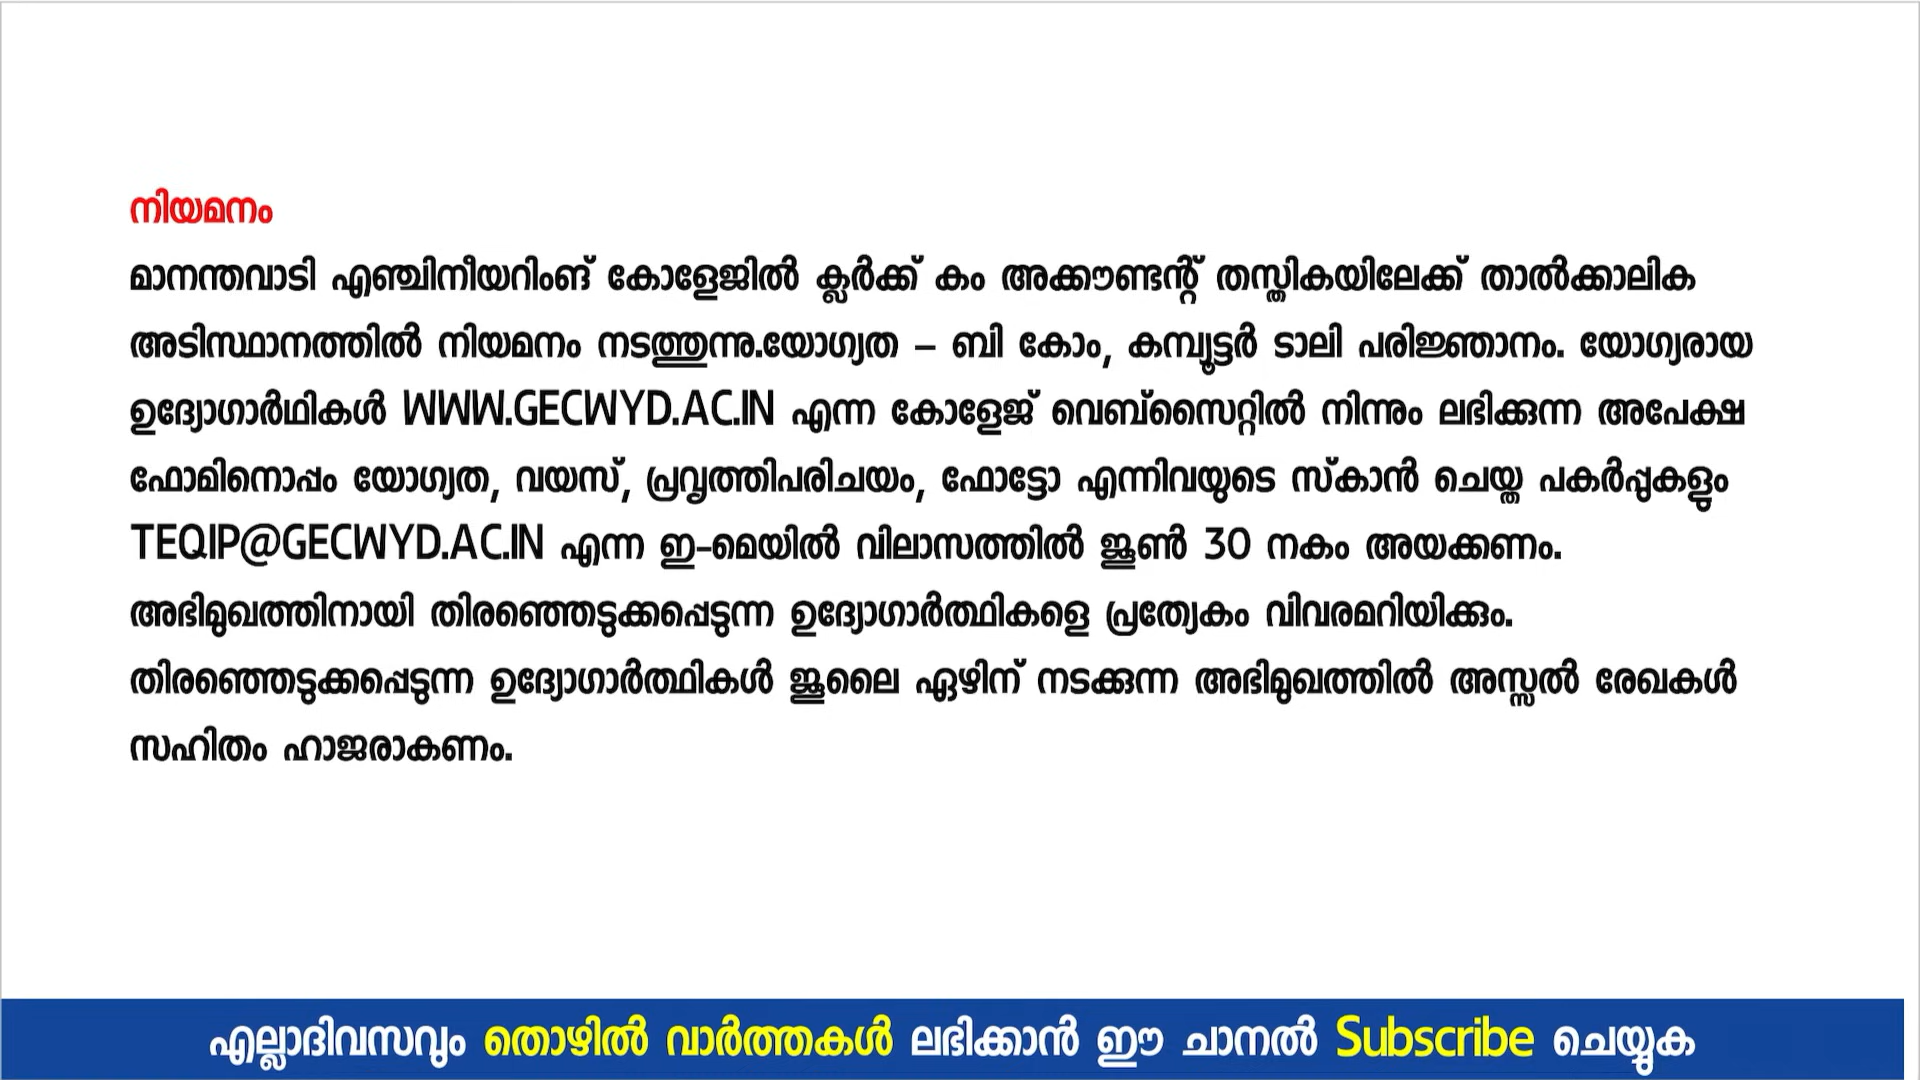 നിയമനം
മാനന്തവാടി എഞ്ചിനീയറിംങ് കോളേജിൽ ക്ലർക്ക് കം അക്കൗണ്ടന്റ് തസ്തികയിലേക്ക് താൽക്കാലിക
അടിസ്ഥാനത്തിൽ നിയമനം നടത്തുന്നു.യോഗ്യത – ബി കോം, കമ്പ്യൂട്ടർ ടാലി പരിജ്ഞാനം. യോഗ്യരായ
ഉദ്യോഗാർഥികൾ WWW.GECWYD.AC.IN എന്ന കോളേജ് വെബ്സൈറ്റിൽ നിന്നും ലഭിക്കുന്ന അപേക്ഷ
ഫോമിനൊപ്പം യോഗ്യത, വയസ്, പ്രവൃത്തിപരിചയം, ഫോട്ടോ എന്നിവയുടെ സ്കാൻ ചെയ്ത പകർപ്പുകളും
TEQIP@GECWYD.AC.IN എന്ന ഇ-മെയിൽ വിലാസത്തിൽ ജൂൺ 30 നകം അയക്കണം.
അഭിമുഖത്തിനായി തിരഞ്ഞെടുക്കപ്പെടുന്ന ഉദ്യോഗാർത്ഥികളെ പ്രത്യേകം വിവരമറിയിക്കും.
തിരഞ്ഞെടുക്കപ്പെടുന്ന ഉദ്യോഗാർത്ഥികൾ ജൂലൈ ഏഴിന് നടക്കുന്ന അഭിമുഖത്തിൽ അസ്സൽ രേഖകൾ
സഹിതം ഹാജരാകണം.
എല്ലാദിവസവും തൊഴിൽ വാർത്തകൾ ലഭിക്കാൻ ഈ ചാനൽ Subscribe ചെയ്യുക